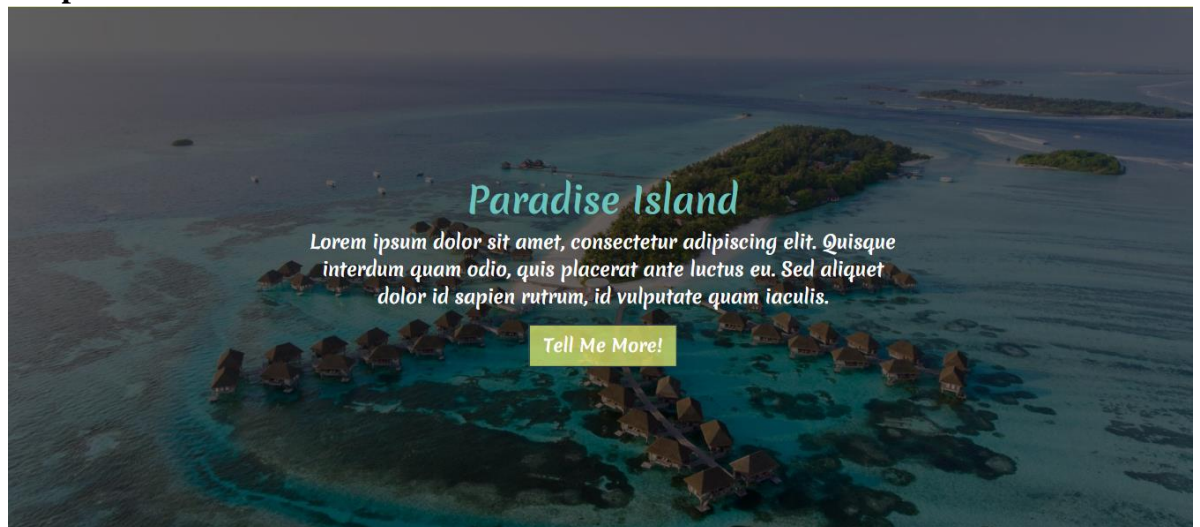 Paradise Island
Lorem ipsum dolor sit amet, consectetur adipiscing elit. Quisque
interdum quam odio, quis placerat ante luctus eu. Sed aliquet
dolor id sapien rutrum, id vulputate quam iaculis.
Tell Me More!